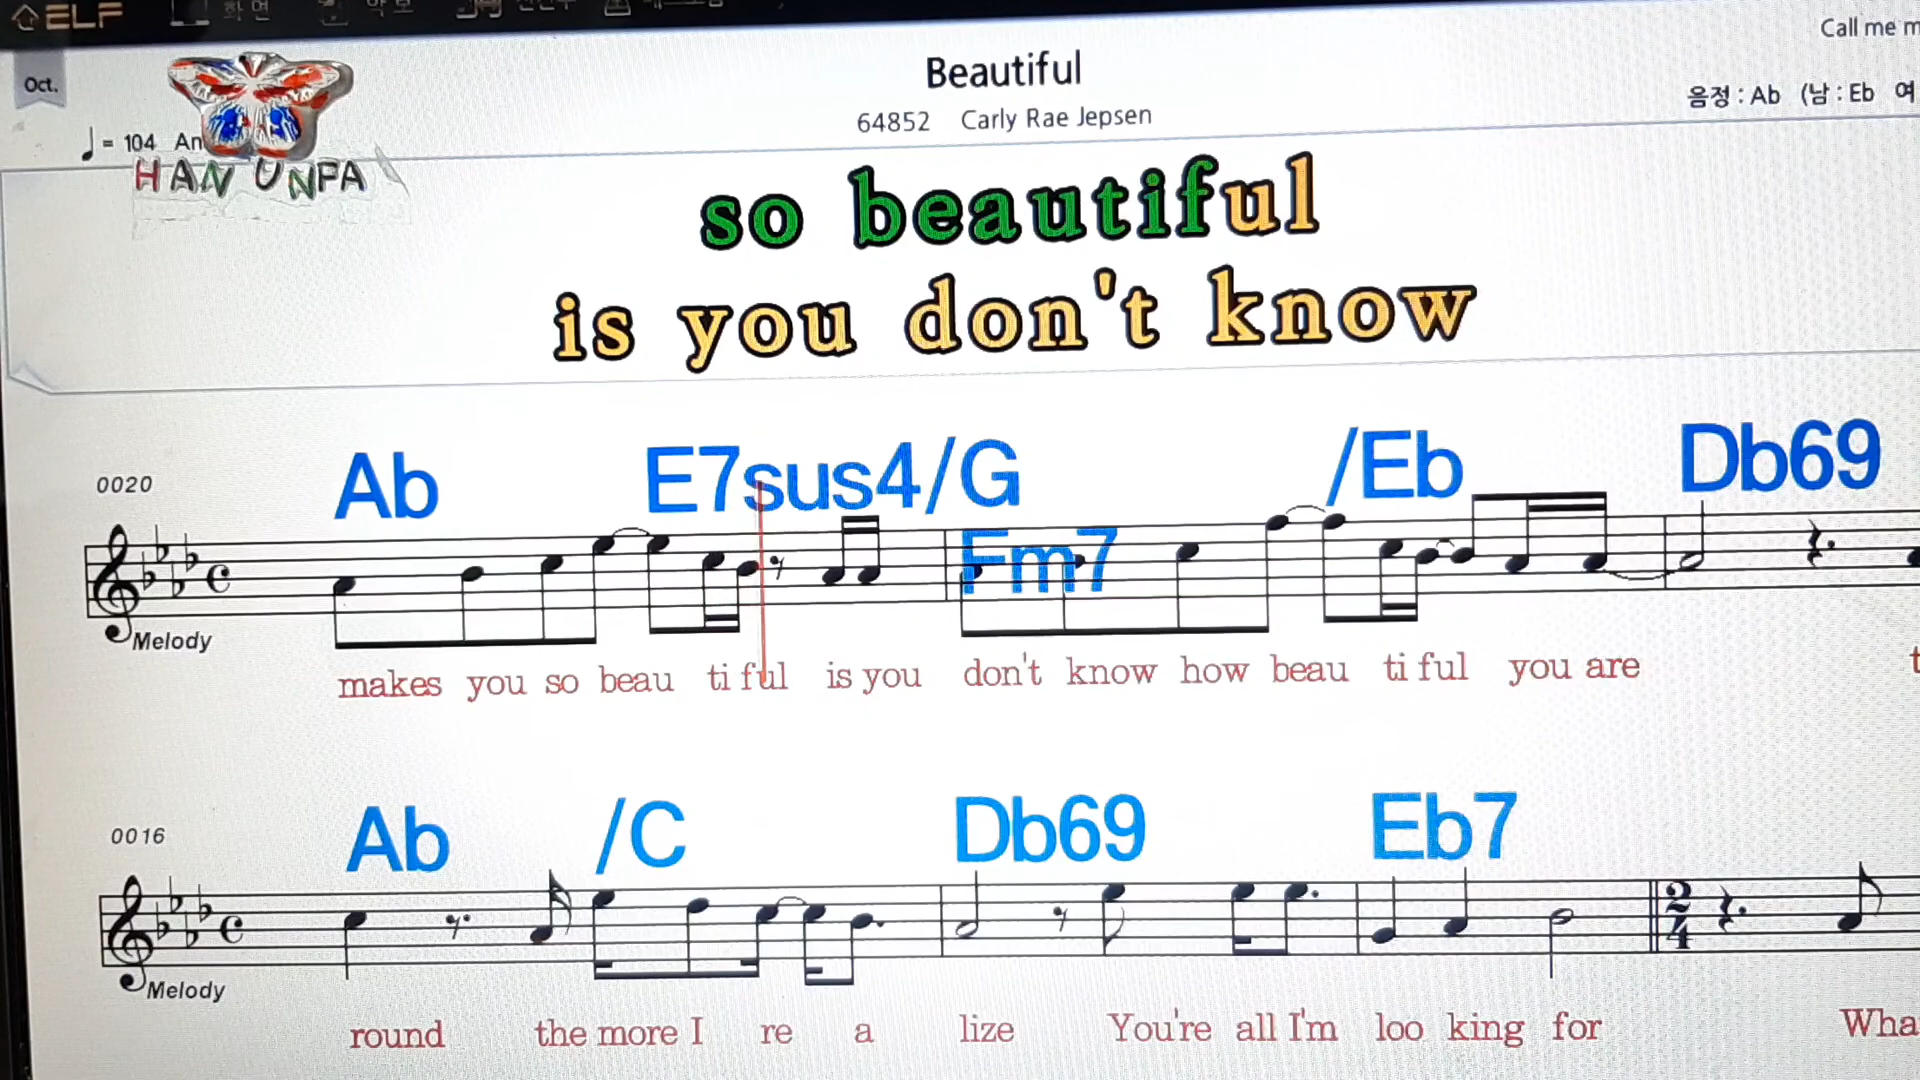 ELF 화면 악보
Call me m
Oct.
Beautiful
64852 Carly Rae Jepsen
음정 : Ab (남 : Eb 여
= 104 An
HAN UNPA
so beautiful
is you don't know
0020
Ab E7sus4/G /Eb Db69
Fm7
Melody
makes you so beau ti ful is you don't know how beau ti ful you are t
0016
Ab /C Db69 Eb7
2
4
Melody
round the more I re a lize You're all I'm loo king for Wha